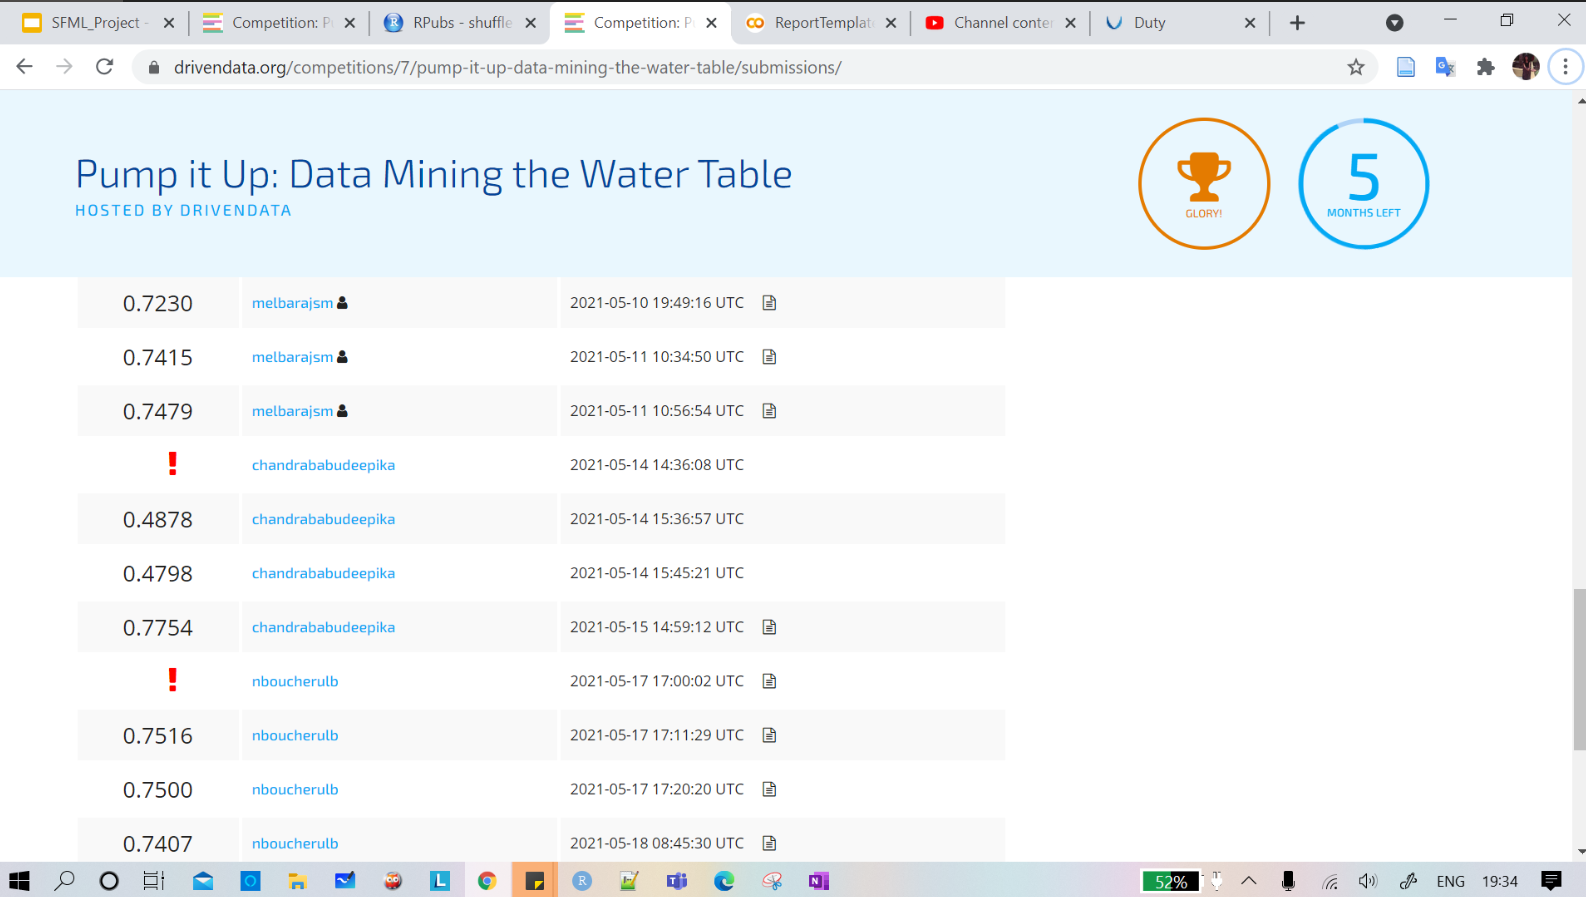 SFML_Project -
Competition: P
RPubs - shuffle
Competition: P
ReportTemplat
Channel conter
Duty
drivendata.org/competitions/7/pump-it-up-data-mining-the-water-table/submissions/
Pump it Up: Data Mining the Water Table
HOSTED BY DRIVENDATA
GLORY!
5
MONTHS LEFT
0.7230 melbarajsm 2021-05-10 19:49:16 UTC
0.7415 melbarajsm 2021-05-11 10:34:50 UTC
0.7479 melbarajsm 2021-05-11 10:56:54 UTC
! chandrababudeepika 2021-05-14 14:36:08 UTC
0.4878 chandrababudeepika 2021-05-14 15:36:57 UTC
0.4798 chandrababudeepika 2021-05-14 15:45:21 UTC
0.7754 chandrababudeepika 2021-05-15 14:59:12 UTC
! nboucherulb 2021-05-17 17:00:02 UTC
0.7516 nboucherulb 2021-05-17 17:11:29 UTC
0.7500 nboucherulb 2021-05-17 17:20:20 UTC
0.7407 nboucherulb 2021-05-18 08:45:30 UTC
52% ENG 19:34